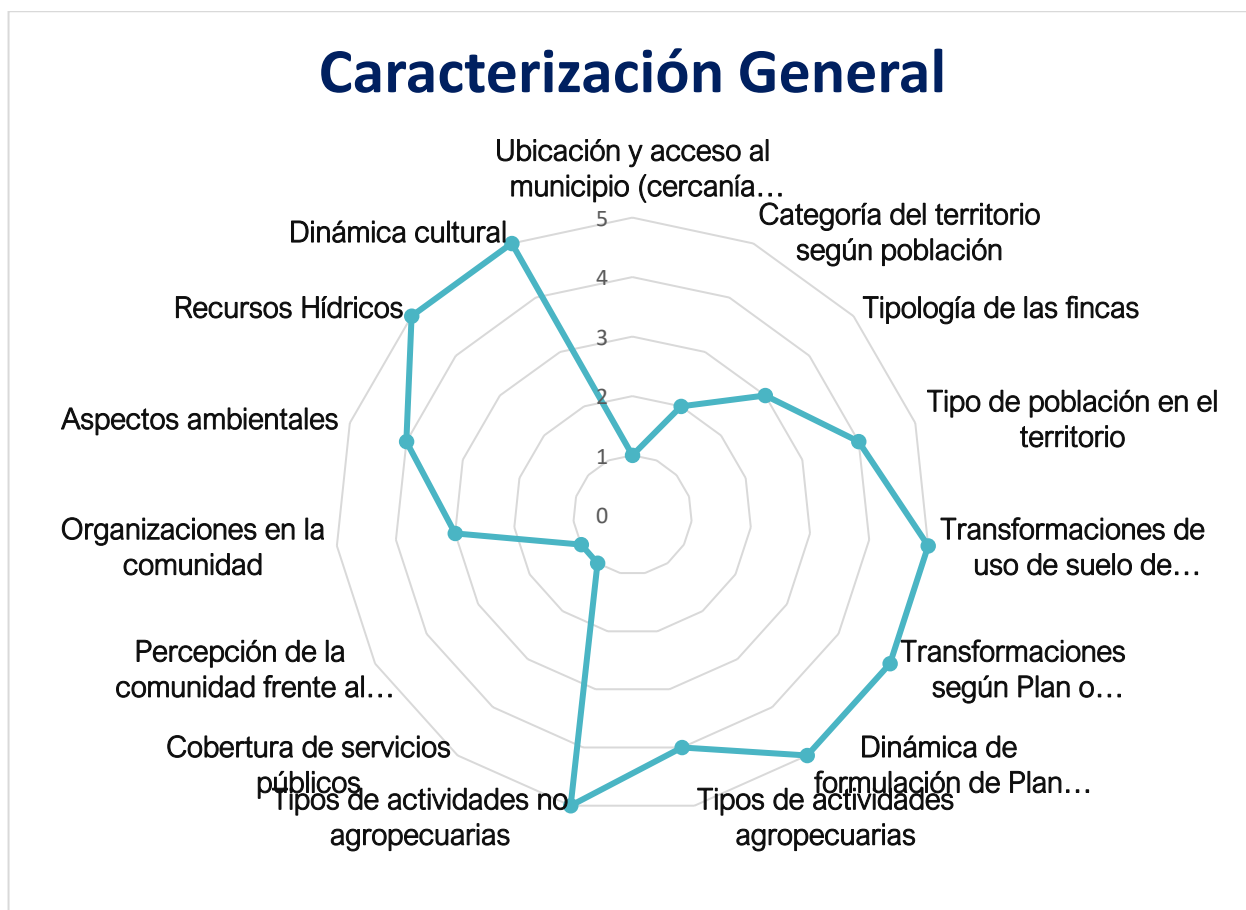 Caracterización General
Ubicación y acceso al
municipio (cercanía…
Categoría del territorio
según población
Tipología de las fincas
Tipo de población en el
territorio
Transformaciones de
uso de suelo de…
Transformaciones
según Plan o…
Dinámica de
formulación de Plan…
Tipos de actividades
agropecuarias
Tipos de actividades no
agropecuarias
Cobertura de servicios
públicos
Percepción de la
comunidad frente al…
Organizaciones en la
comunidad
Aspectos ambientales
Recursos Hídricos
Dinámica cultural
5
4
3
2
1
0